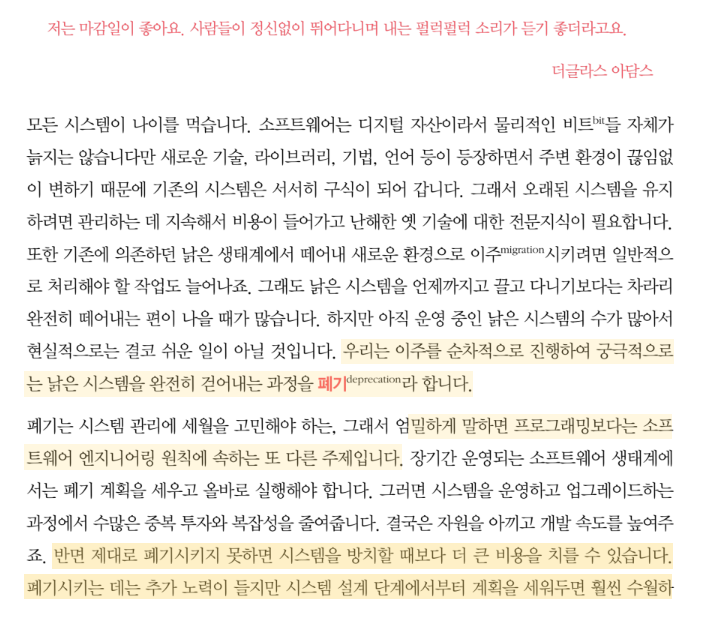 저는 마감일이 좋아요. 사람들이 정신없이 뛰어다니며 내는 펄럭펄럭 소리가 듣기 좋더라고요.
더글라스 아담스
모든 시스템이 나이를 먹습니다. 소프트웨어는 디지털 자산이라서 물리적인 비트bit들 자체가
늙지는 않습니다만 새로운 기술, 라이브러리, 기법, 언어 등이 등장하면서 주변 환경이 끊임없
이 변하기 때문에 기존의 시스템은 서서히 구식이 되어 갑니다. 그래서 오래된 시스템을 유지
하려면 관리하는 데 지속해서 비용이 들어가고 난해한 옛 기술에 대한 전문지식이 필요합니다.
또한 기존에 의존하던 낡은 생태계에서 떼어내 새로운 환경으로 이주migration시키려면 일반적으
로 처리해야 할 작업도 늘어나죠. 그래도 낡은 시스템을 언제까지고 끌고 다니기보다는 차라리
완전히 떼어내는 편이 나을 때가 많습니다. 하지만 아직 운영 중인 낡은 시스템의 수가 많아서
현실적으로는 결코 쉬운 일이 아닐 것입니다. 우리는 이주를 순차적으로 진행하여 궁극적으로
는 낡은 시스템을 완전히 걷어내는 과정을 폐기deprecation라 합니다.
폐기는 시스템 관리에 세월을 고민해야 하는, 그래서 엄밀하게 말하면 프로그래밍보다는 소프
트웨어 엔지니어링 원칙에 속하는 또 다른 주제입니다. 장기간 운영되는 소프트웨어 생태계에
서는 폐기 계획을 세우고 올바로 실행해야 합니다. 그러면 시스템을 운영하고 업그레이드하는
과정에서 수많은 중복 투자와 복잡성을 줄여줍니다. 결국은 자원을 아끼고 개발 속도를 높여주
죠. 반면 제대로 폐기시키지 못하면 시스템을 방치할 때보다 더 큰 비용을 치를 수 있습니다.
폐기시키는 데는 추가 노력이 들지만 시스템 설계 단계에서부터 계획을 세워두면 훨씬 수월하